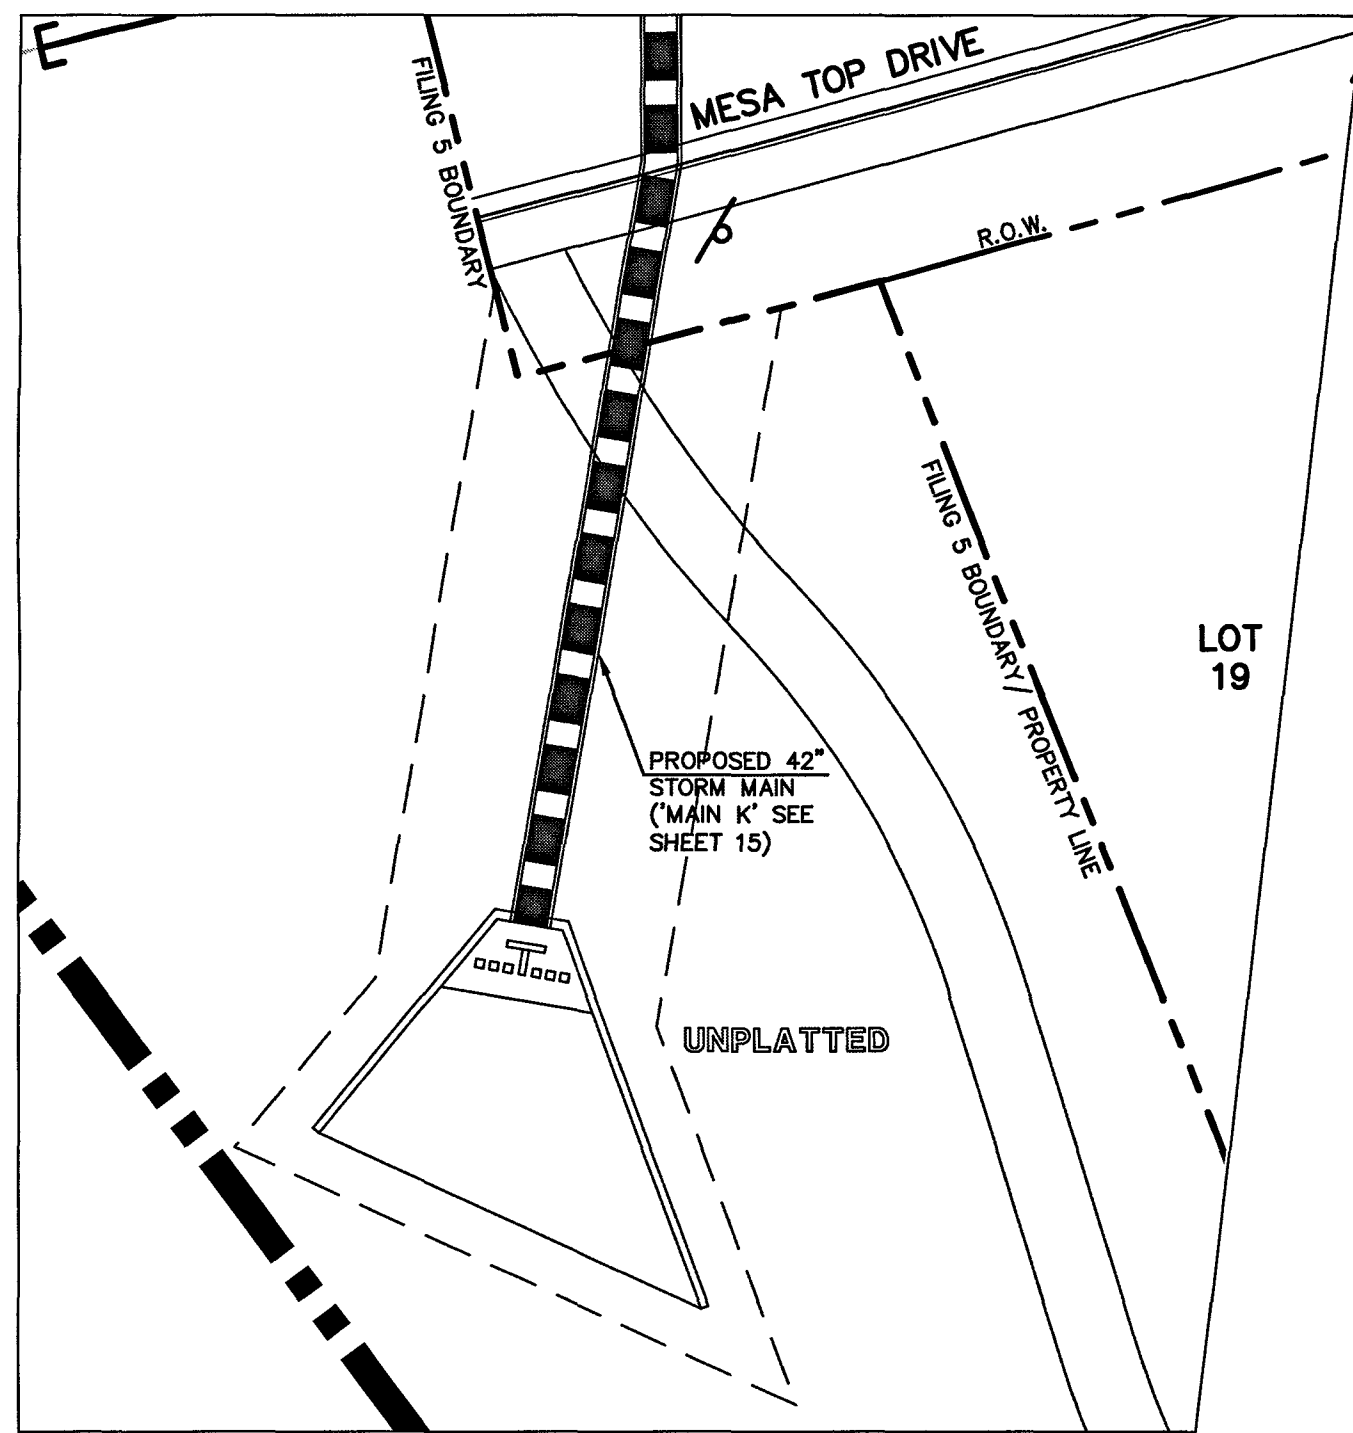 MESA TOP DRIVE
FILING 5 BOUNDARY
R.O.W.
FILING 5 BOUNDARY/ PROPERTY LINE
LOT
19
PROPOSED 42"
STORM MAIN
('MAIN K' SEE
SHEET 15)
UNPLATTED